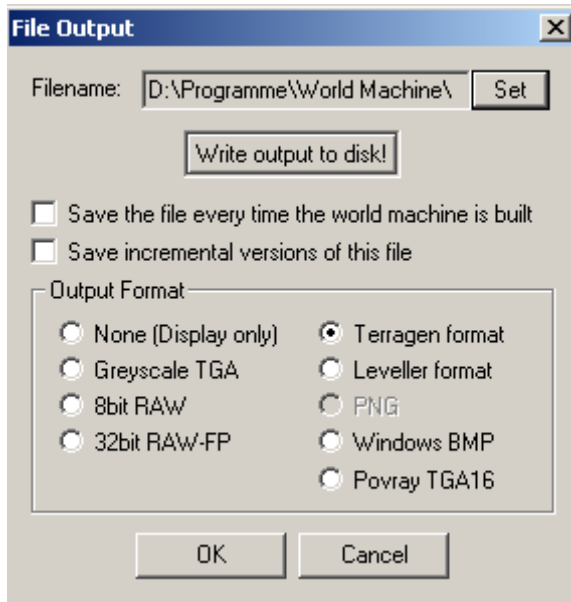 File Output
Filename: D:\Programme\World Machine\ Set
Write output to disk!
Save the file every time the world machine is built
Save incremental versions of this file
Output Format
None (Display only)
Greyscale TGA
8bit RAW
32bit RAW-FP
Terragen format
Leveller format
PNG
Windows BMP
Povray TGA16
OK Cancel